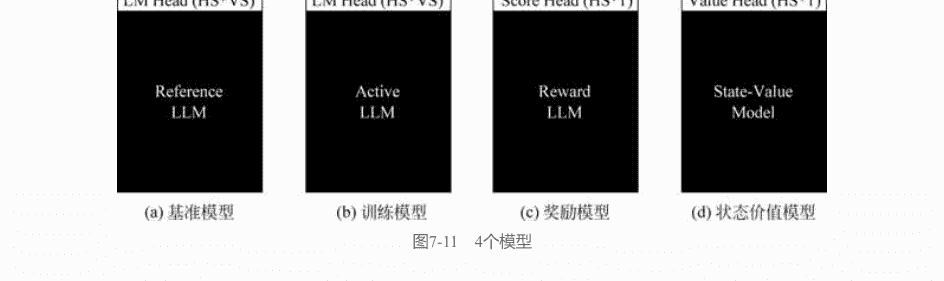 LM Head (HS*VS) LM Head (HS*VS) Score Head (HS*1) Value Head (HS*1)
Reference Active Reward State-Value
LLM LLM LLM Model
(a) 基准模型 (b) 训练模型 (c) 奖励模型 (d) 状态价值模型
图7-11 4个模型